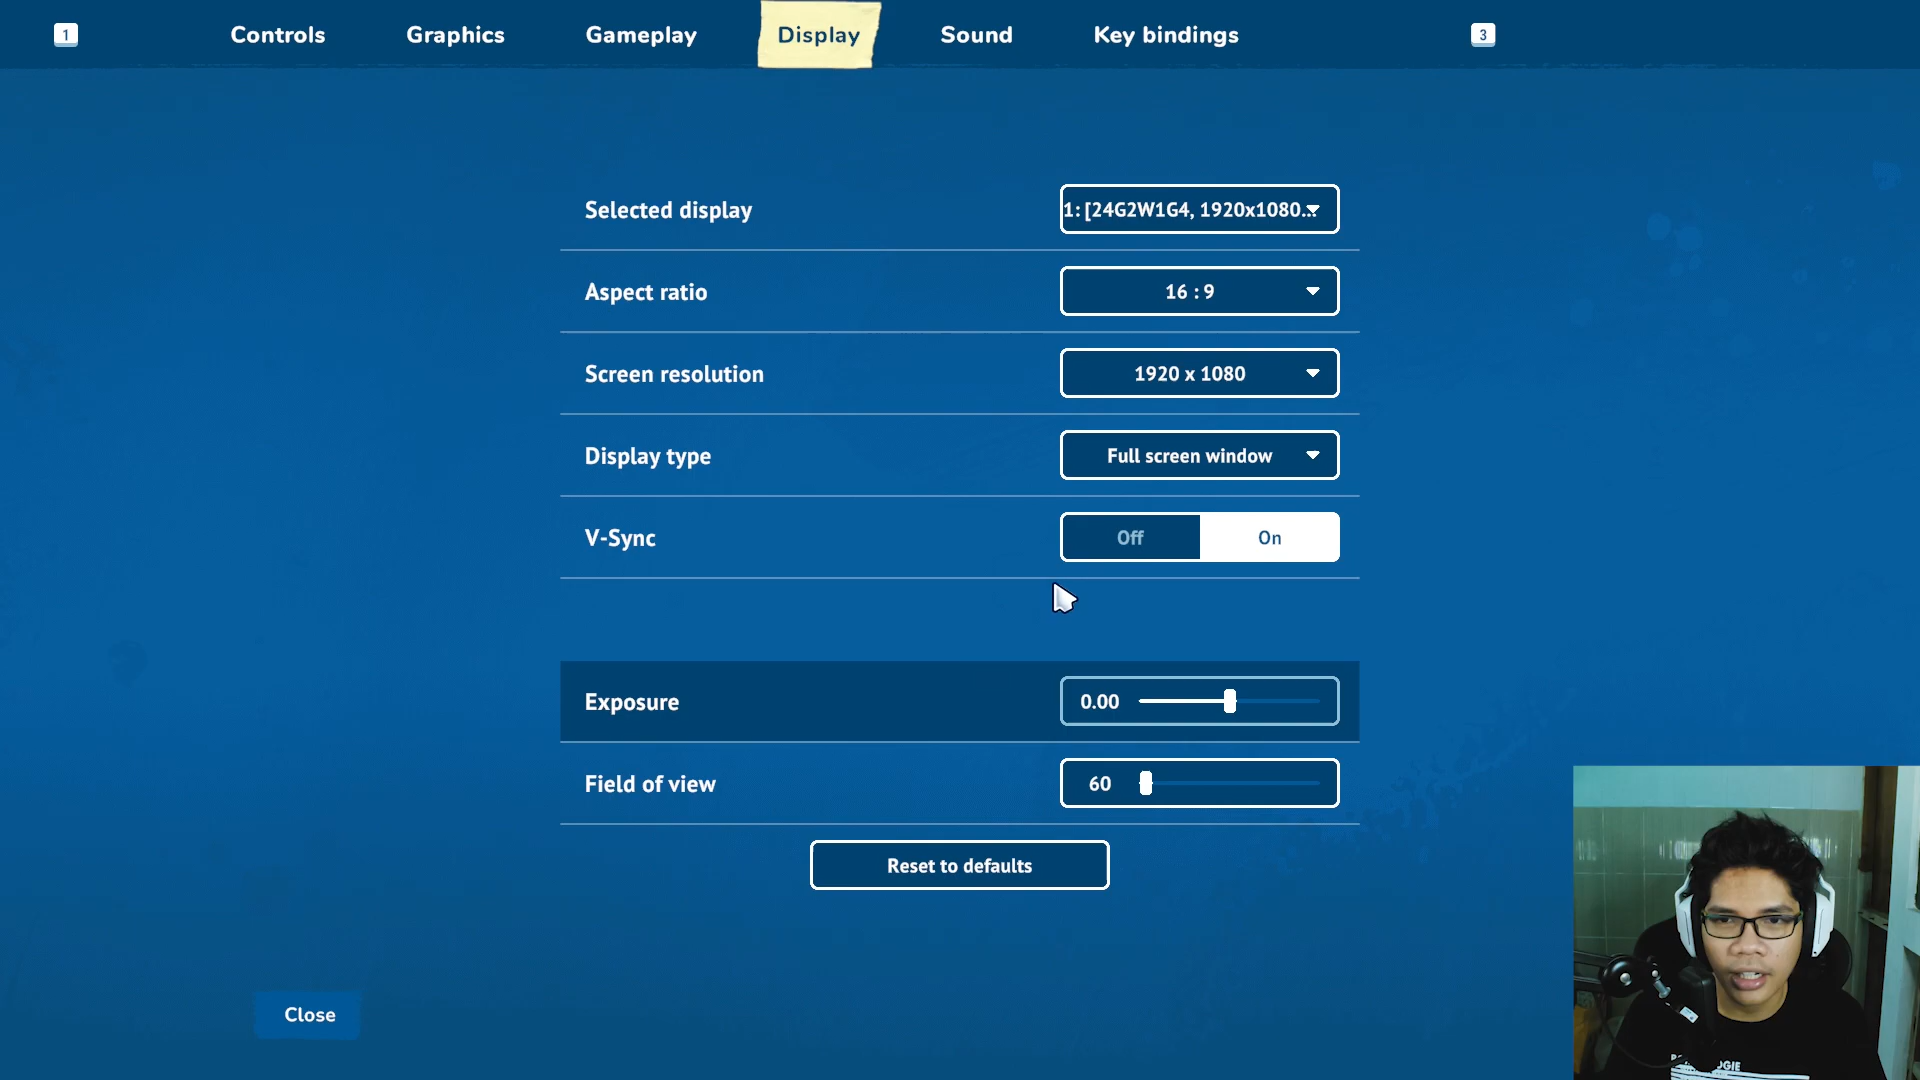 1
Controls
Graphics
Gameplay
Display
Sound
Key bindings
3
Selected display
1: [24G2W1G4, 1920x1080...
Aspect ratio
16 : 9
Screen resolution
1920 x 1080
Display type
Full screen window
V-Sync
Off
On
Exposure
0.00
Field of view
60
Reset to defaults
Close